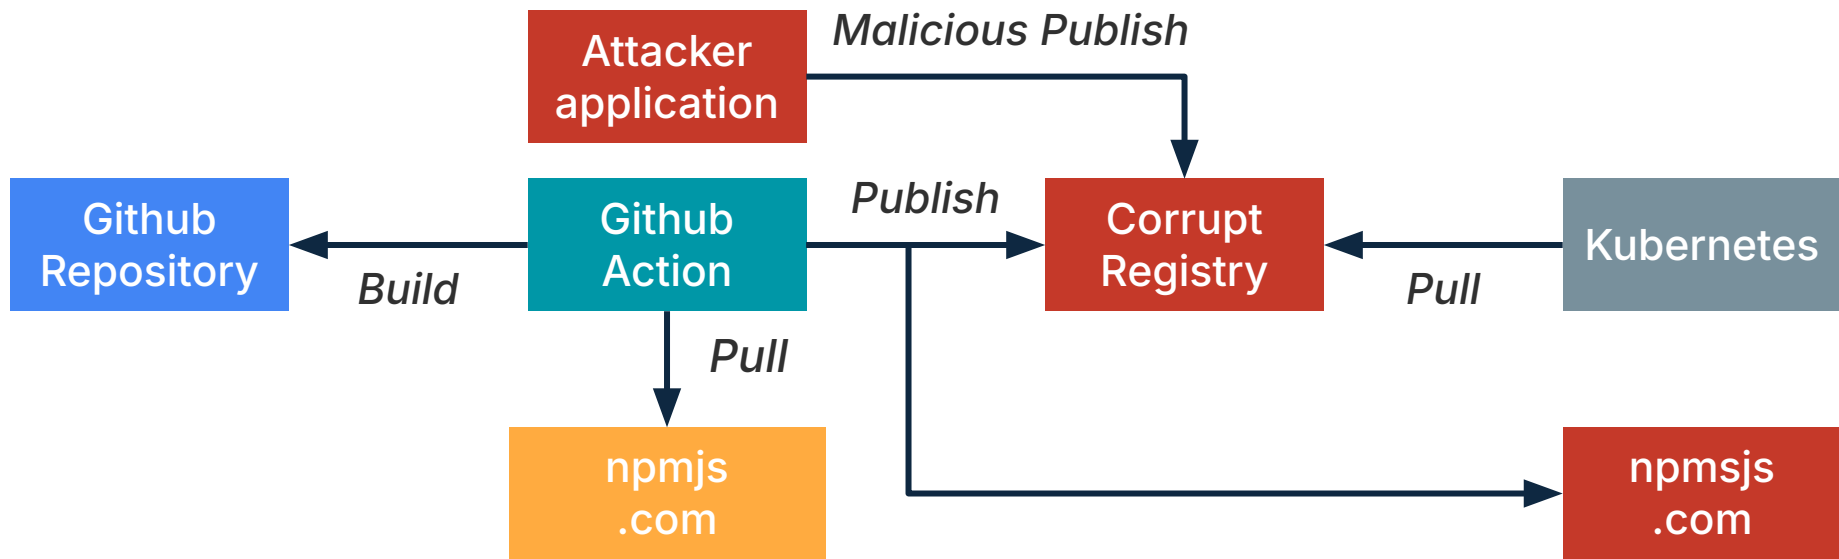 Attacker
application
Malicious Publish
Github
Repository
Build
Github
Action
Publish
Corrupt
Registry
Pull
Kubernetes
Pull
npmjs
.com
npmsjs
.com